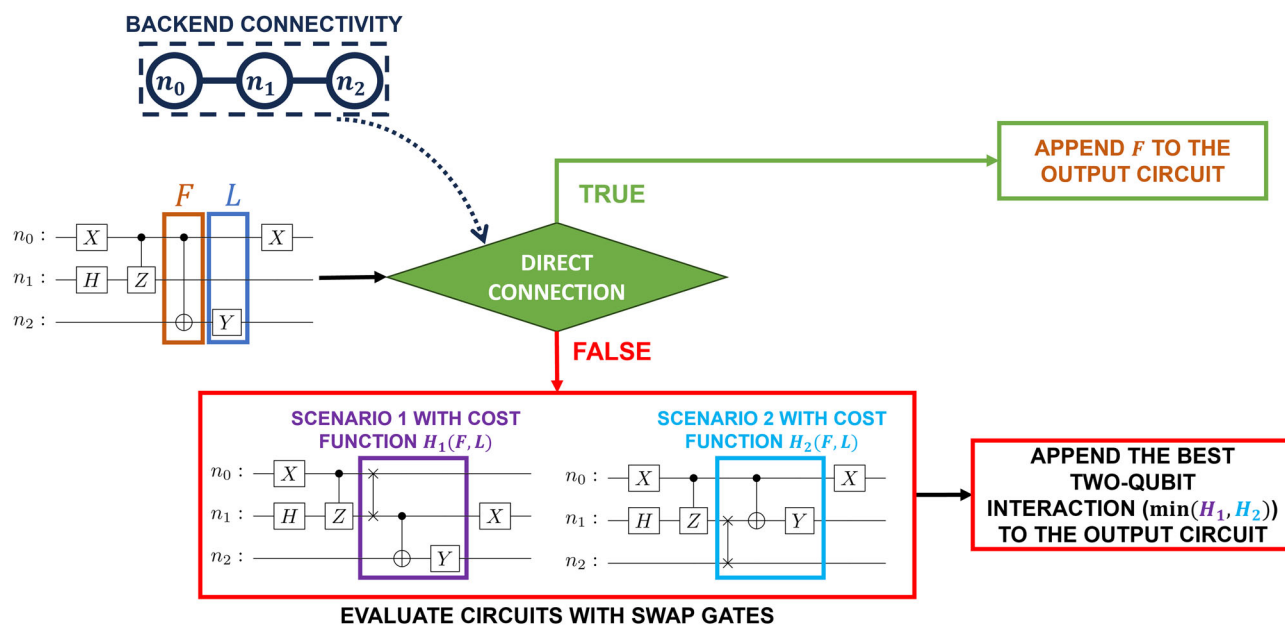 BACKEND CONNECTIVITY
n₀ n₁ n₂
APPEND F TO THE
OUTPUT CIRCUIT
TRUE
F L
n₀ : X X
n₁ : H Z
n₂ : Y
DIRECT
CONNECTION
FALSE
SCENARIO 1 WITH COST
FUNCTION H₁(F, L)
n₀ : X
n₁ : H Z X
n₂ : Y
SCENARIO 2 WITH COST
FUNCTION H₂(F, L)
n₀ : X X
n₁ : H Z Y
n₂ :
APPEND THE BEST
TWO-QUBIT
INTERACTION (min(H₁, H₂))
TO THE OUTPUT CIRCUIT
EVALUATE CIRCUITS WITH SWAP GATES